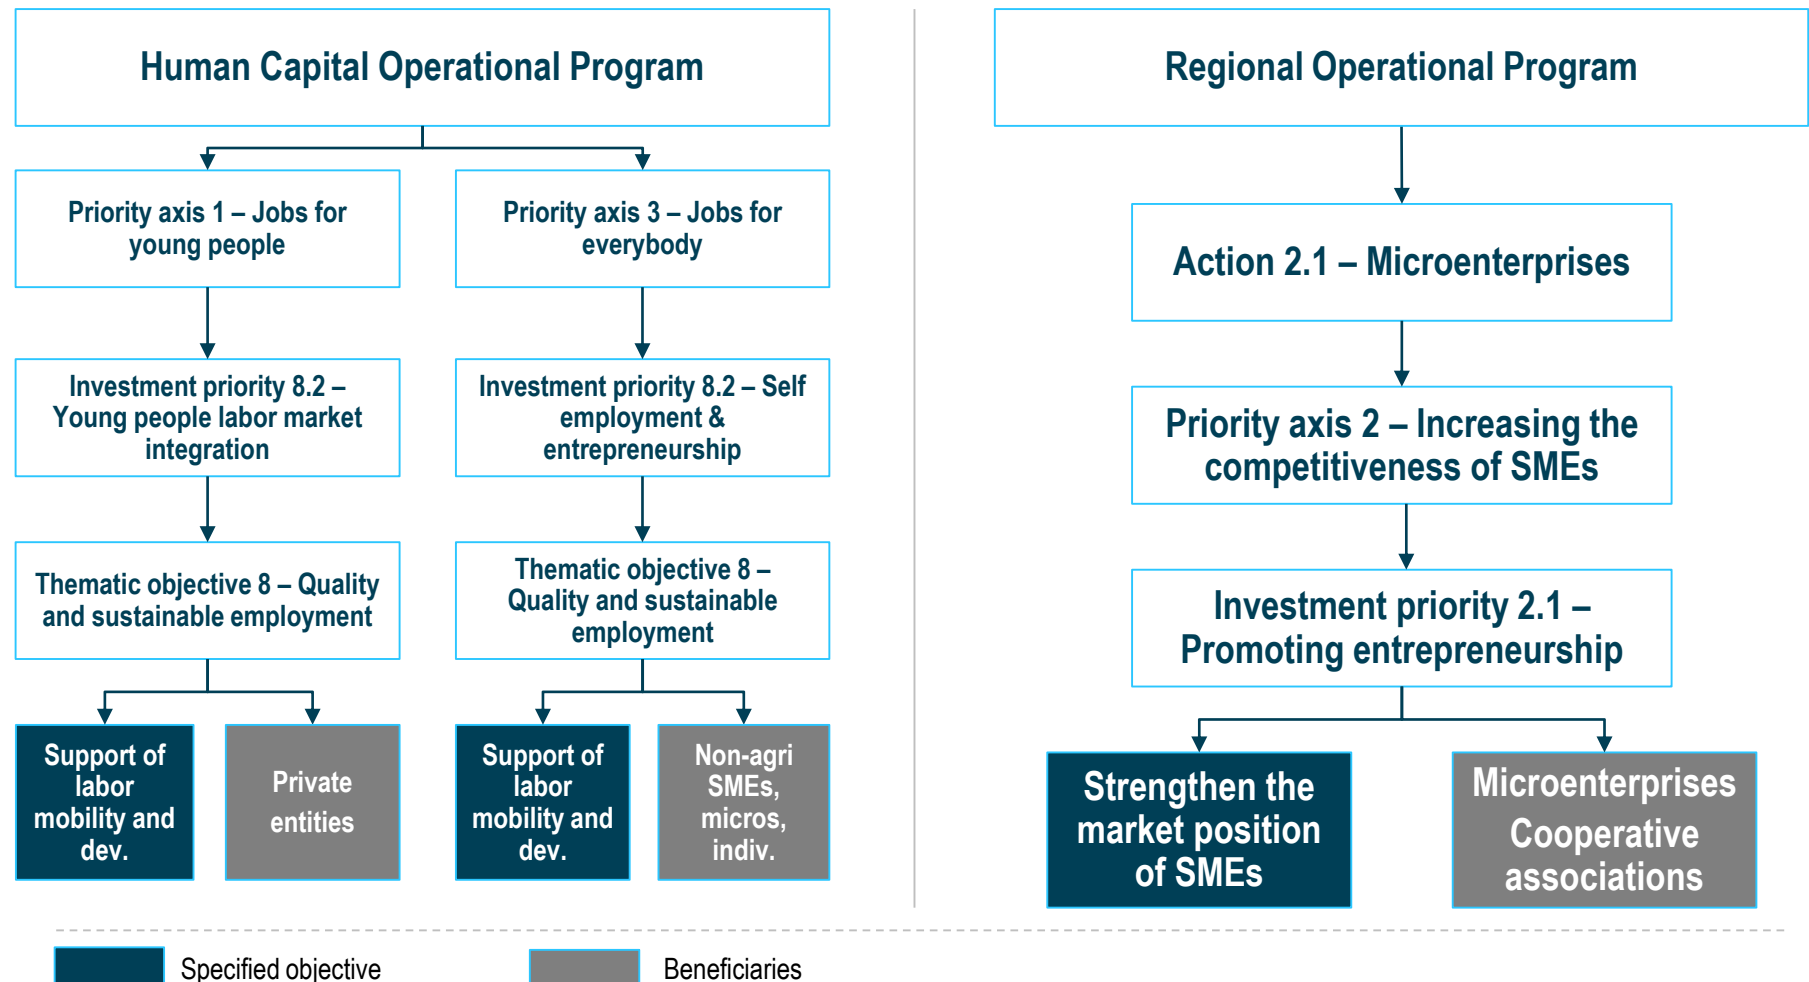 Human Capital Operational Program
Priority axis 1 – Jobs for
young people
Investment priority 8.2 –
Young people labor market
integration
Thematic objective 8 – Quality
and sustainable employment
Support of
labor
mobility and
dev.
Private
entities
Priority axis 3 – Jobs for
everybody
Investment priority 8.2 – Self
employment &
entrepreneurship
Thematic objective 8 –
Quality and sustainable
employment
Support of
labor
mobility and
dev.
Non-agri
SMEs,
micros,
indiv.
Regional Operational Program
Action 2.1 – Microenterprises
Priority axis 2 – Increasing the
competitiveness of SMEs
Investment priority 2.1 –
Promoting entrepreneurship
Strengthen the
market position
of SMEs
Microenterprises
Cooperative
associations
Specified objective
Beneficiaries